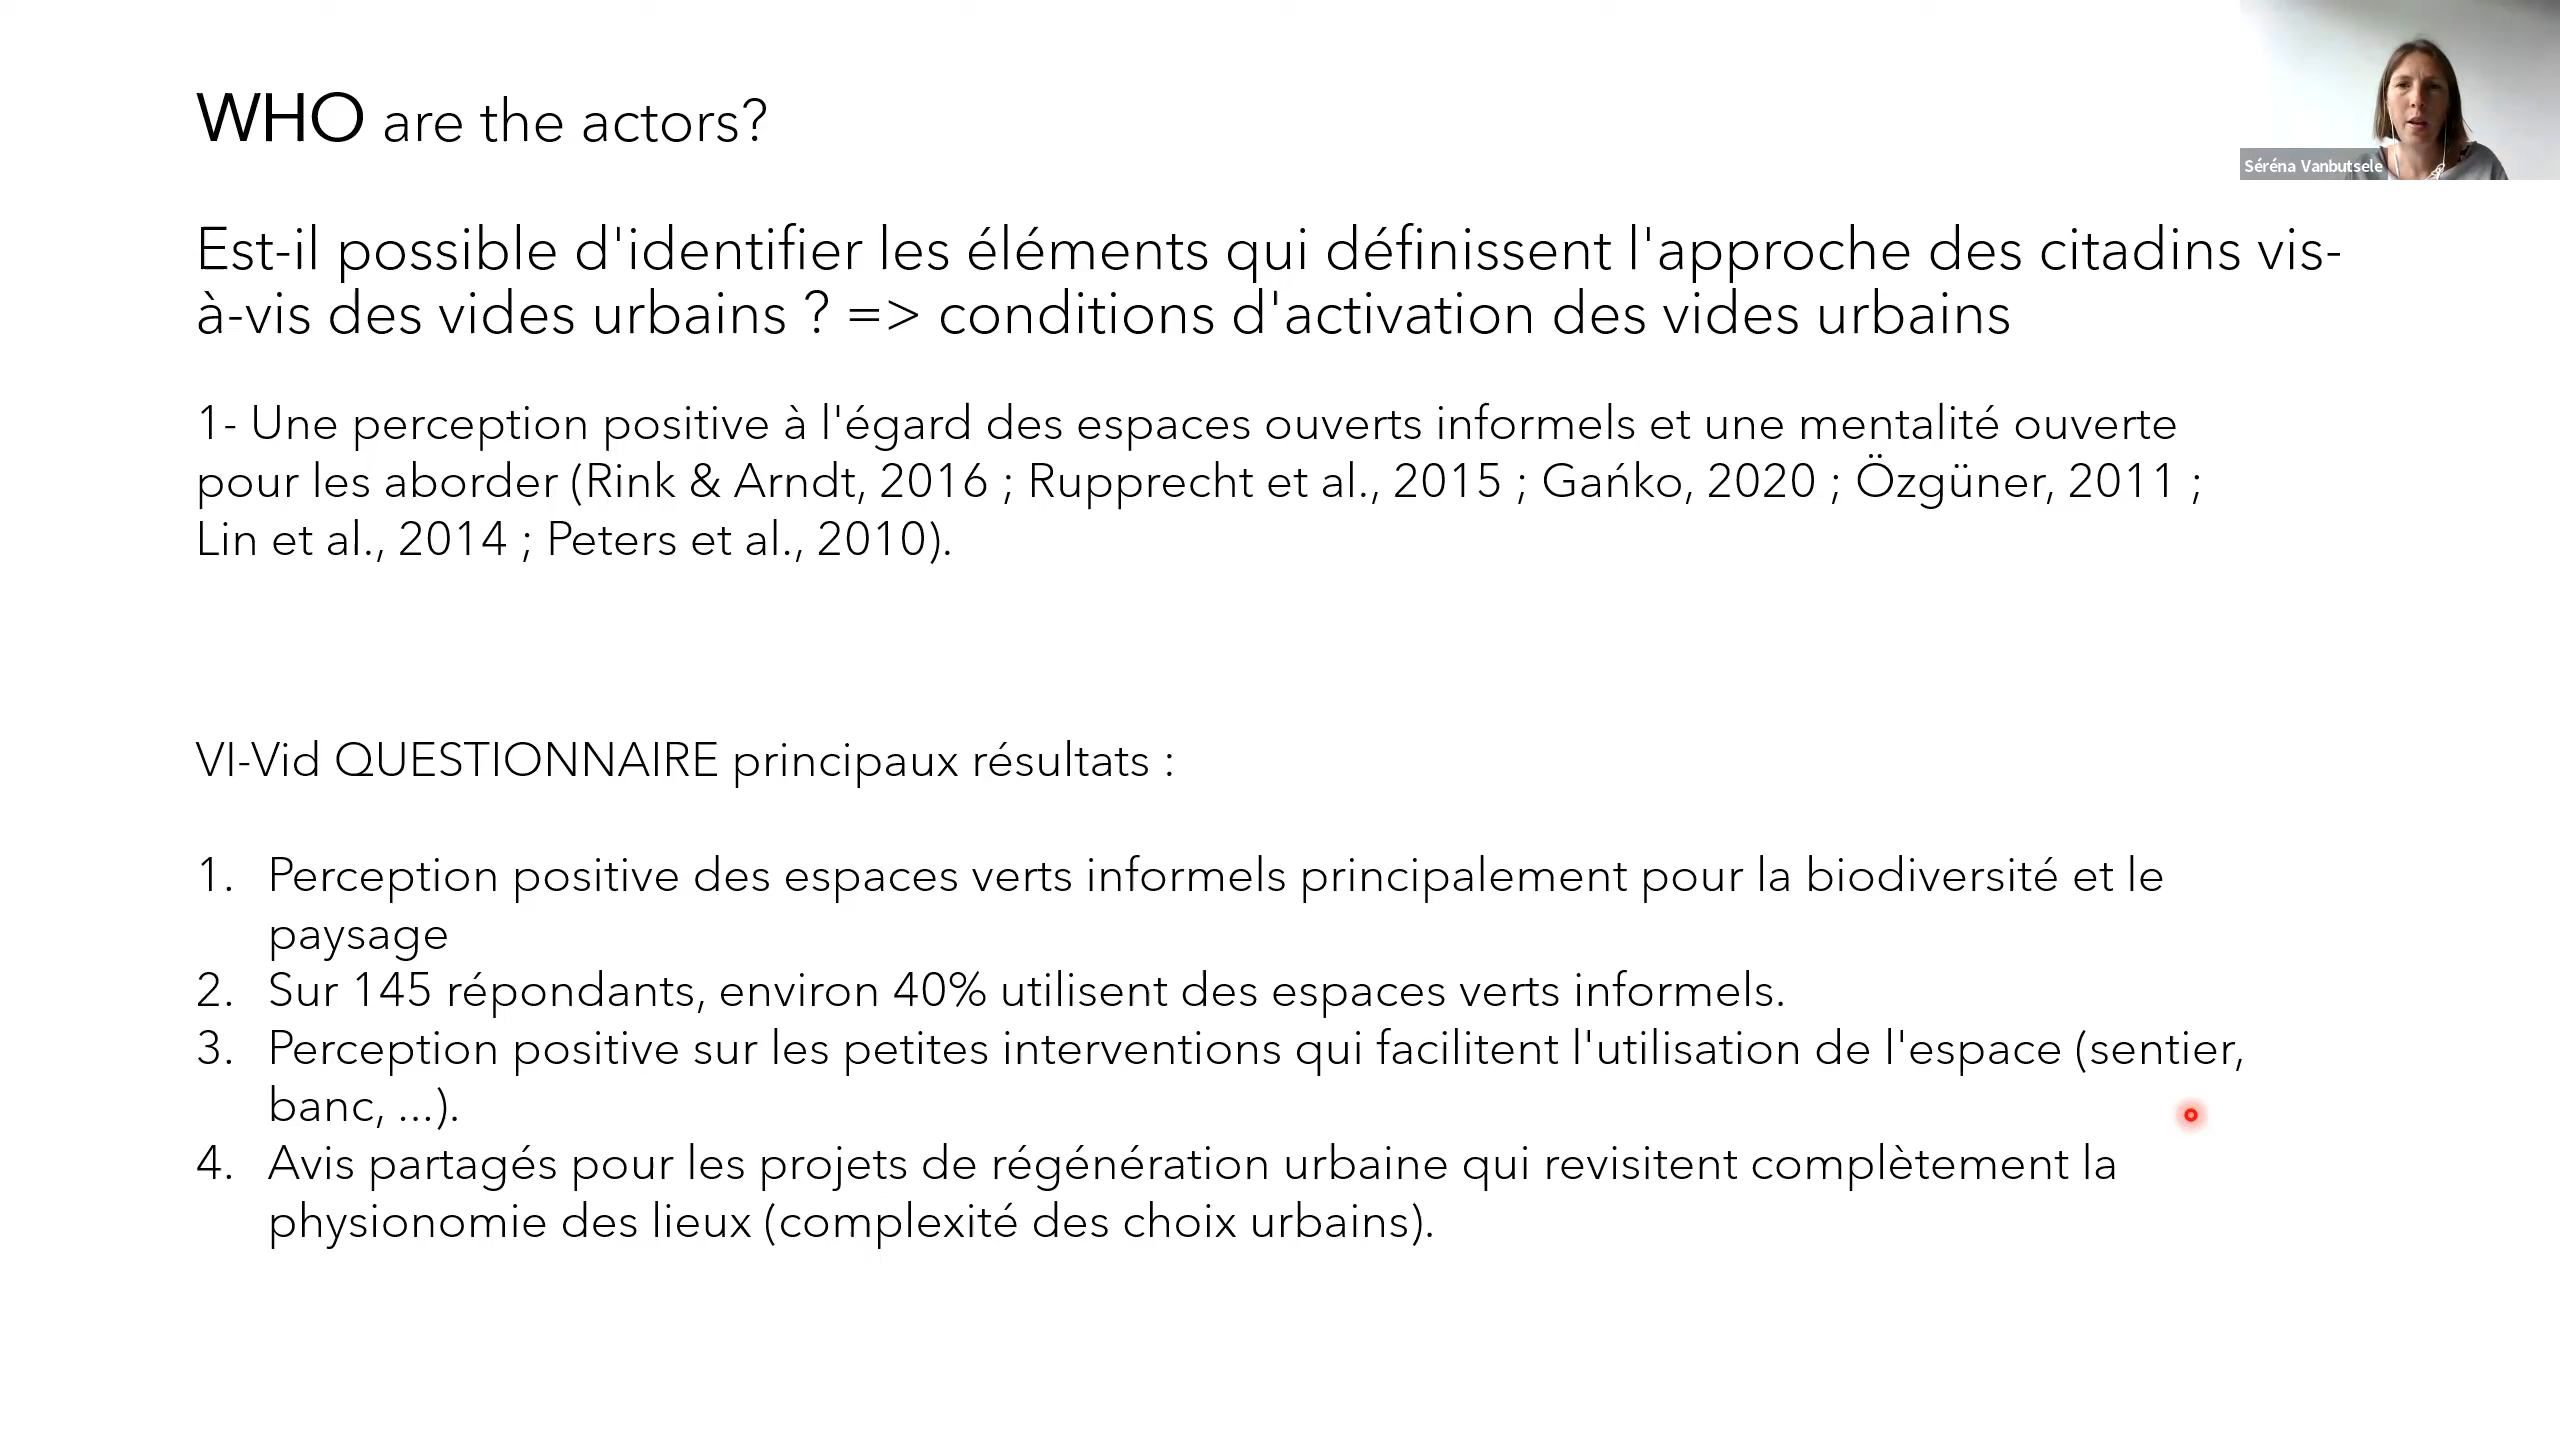 WHO are the actors?
Séréna Vanbutsele
Est-il possible d'identifier les éléments qui définissent l'approche des citadins vis-
à-vis des vides urbains ? => conditions d'activation des vides urbains
1- Une perception positive à l'égard des espaces ouverts informels et une mentalité ouverte
pour les aborder (Rink & Arndt, 2016 ; Rupprecht et al., 2015 ; Gańko, 2020 ; Özgüner, 2011 ;
Lin et al., 2014 ; Peters et al., 2010).
VI-Vid QUESTIONNAIRE principaux résultats :
1. Perception positive des espaces verts informels principalement pour la biodiversité et le
paysage
2. Sur 145 répondants, environ 40% utilisent des espaces verts informels.
3. Perception positive sur les petites interventions qui facilitent l'utilisation de l'espace (sentier,
banc, ...).
4. Avis partagés pour les projets de régénération urbaine qui revisitent complètement la
physionomie des lieux (complexité des choix urbains).